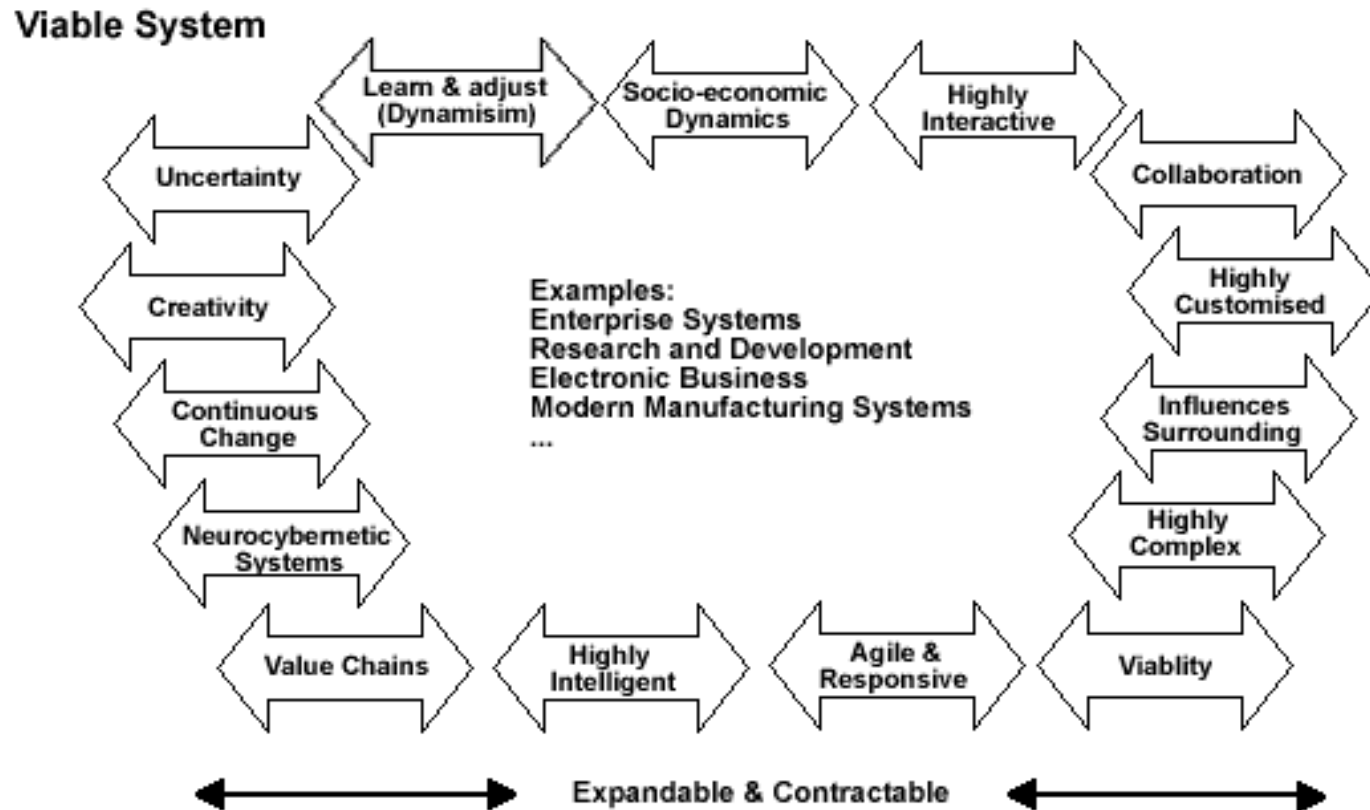 Viable System
Learn & adjust
(Dynamisim)
Socio-economic
Dynamics
Highly
Interactive
Uncertainty
Collaboration
Creativity
Highly
Customised
Examples:
Enterprise Systems
Research and Development
Electronic Business
Modern Manufacturing Systems
...
Continuous
Change
Influences
Surrounding
Neurocybernetic
Systems
Highly
Complex
Value Chains
Highly
Intelligent
Agile &
Responsive
Viablity
Expandable & Contractable